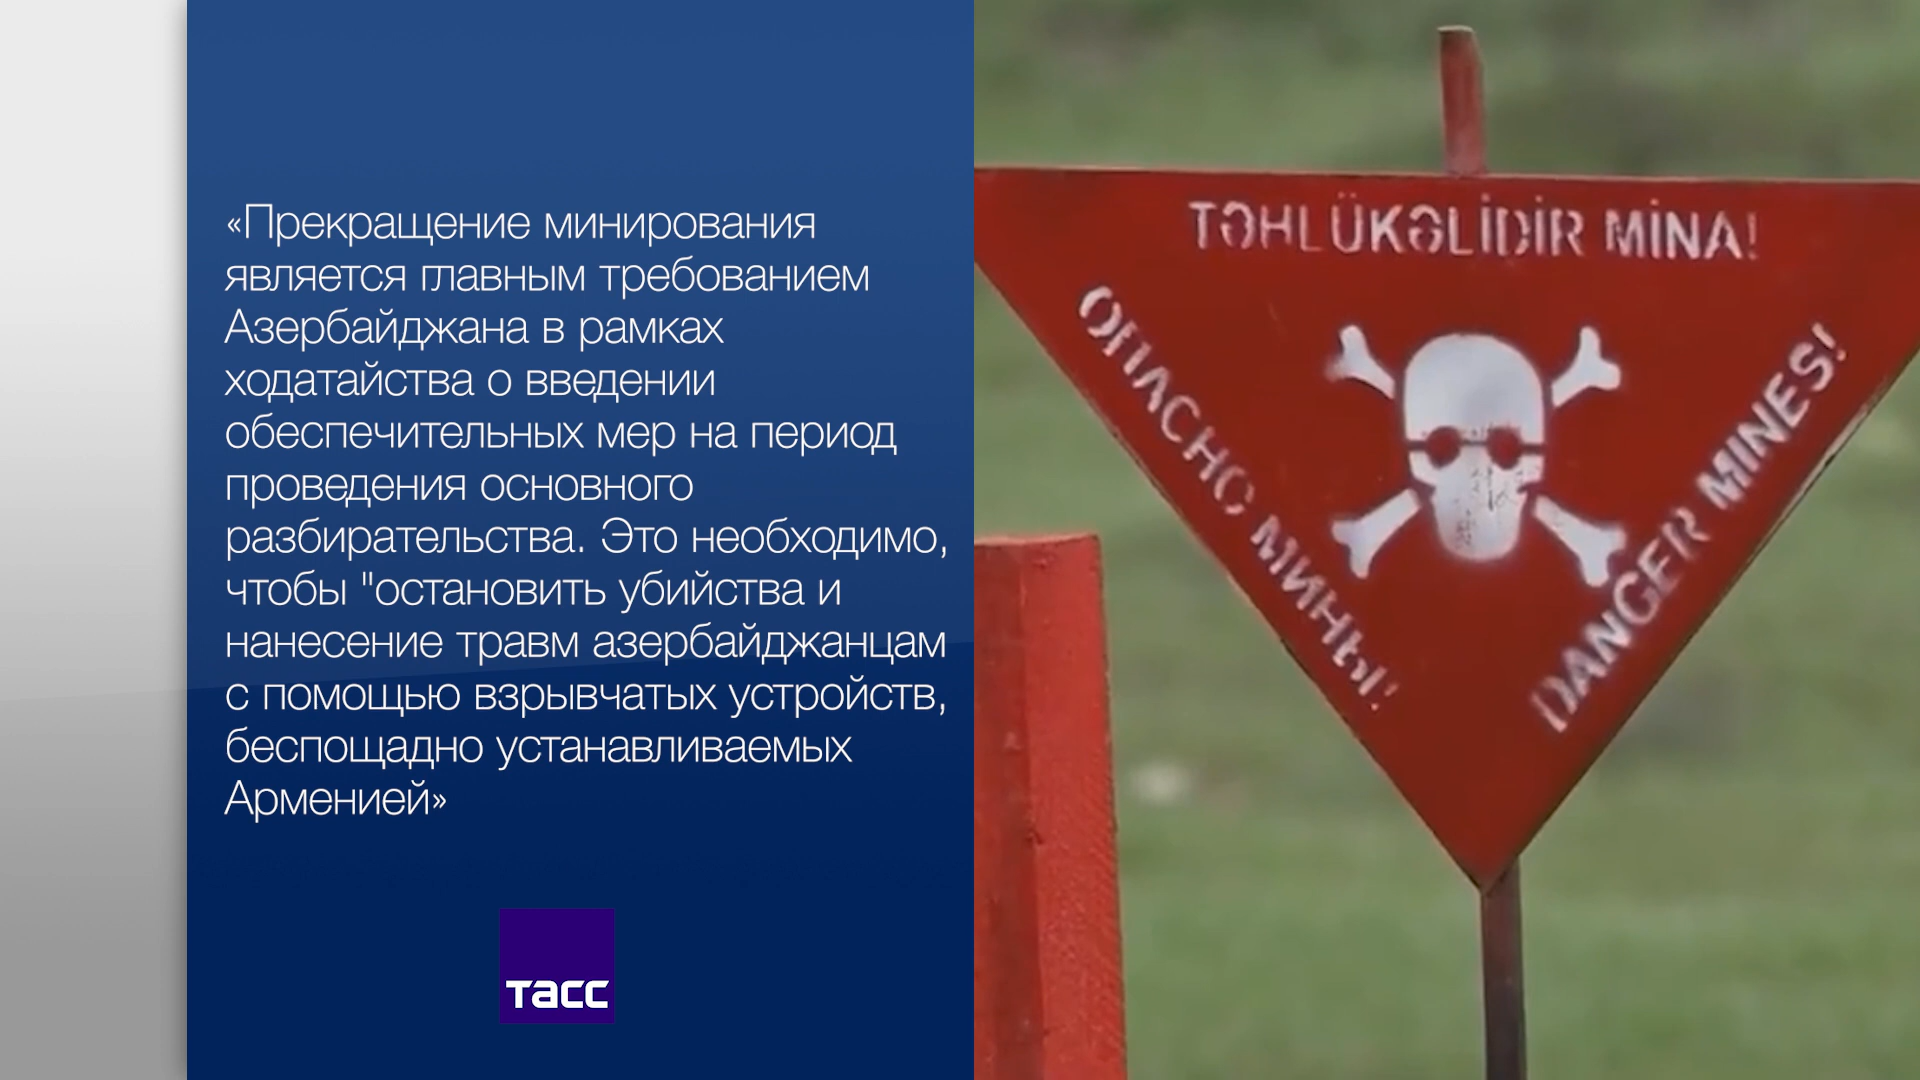 «Прекращение минирования
является главным требованием
Азербайджана в рамках
ходатайства о введении
обеспечительных мер на период
проведения основного
разбирательства. Это необходимо,
чтобы "остановить убийства и
нанесение травм азербайджанцам
с помощью взрывчатых устройств,
беспощадно устанавливаемых
Арменией»
тасс
TƏHLÜKƏLİDİR MİNA!
ОПАСНО МИНЫ!
DANGER MINES!